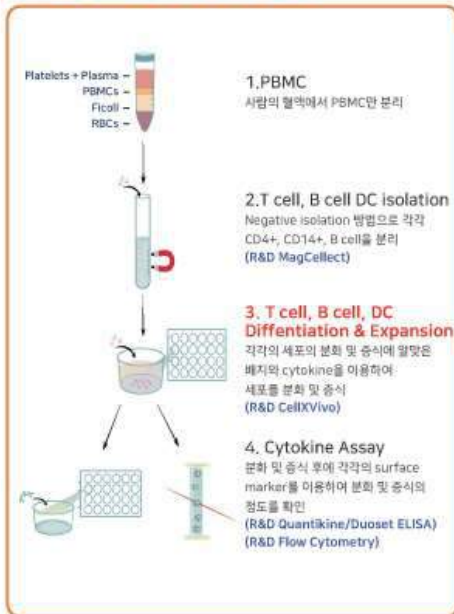 Platelets + Plasma
PBMCs
Ficoll
RBCs
1.PBMC
사람의 혈액에서 PBMC만 분리
2.T cell, B cell DC isolation
Negative isolation 방법으로 각각
CD4+, CD14+, B cell을 분리
(R&D MagCellect)
3. T cell, B cell, DC
Diffentiation & Expansion
각각의 세포의 분화 및 증식에 알맞은
배지와 cytokine을 이용하여
세포를 분화 및 증식
(R&D CellXVivo)
4. Cytokine Assay
분화 및 증식 후에 각각의 surface
marker를 이용하여 분화 및 증식의
정도를 확인
(R&D Quantikine/Duoset ELISA)
(R&D Flow Cytometry)